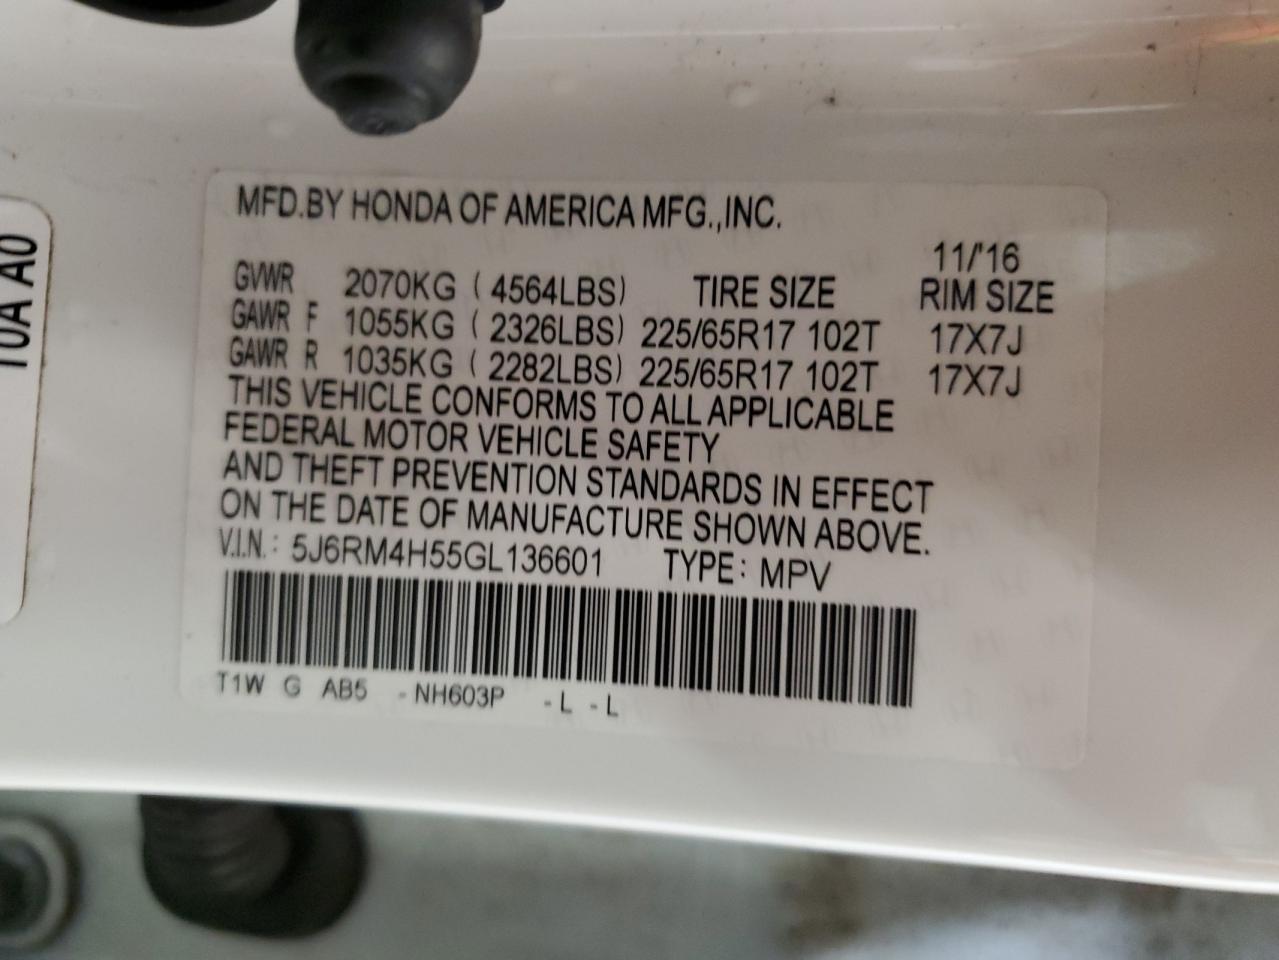 MFD.BY HONDA OF AMERICA MFG.,INC.
11/'16
GVWR 2070KG ( 4564LBS) TIRE SIZE RIM SIZE
GAWR F 1055KG ( 2326LBS) 225/65R17 102T 17X7J
GAWR R 1035KG ( 2282LBS) 225/65R17 102T 17X7J
THIS VEHICLE CONFORMS TO ALL APPLICABLE
FEDERAL MOTOR VEHICLE SAFETY
AND THEFT PREVENTION STANDARDS IN EFFECT
ON THE DATE OF MANUFACTURE SHOWN ABOVE.
V.I.N.: 5J6RM4H55GL136601 TYPE: MPV
T1W G AB5 -NH603P -L -L
10A A0